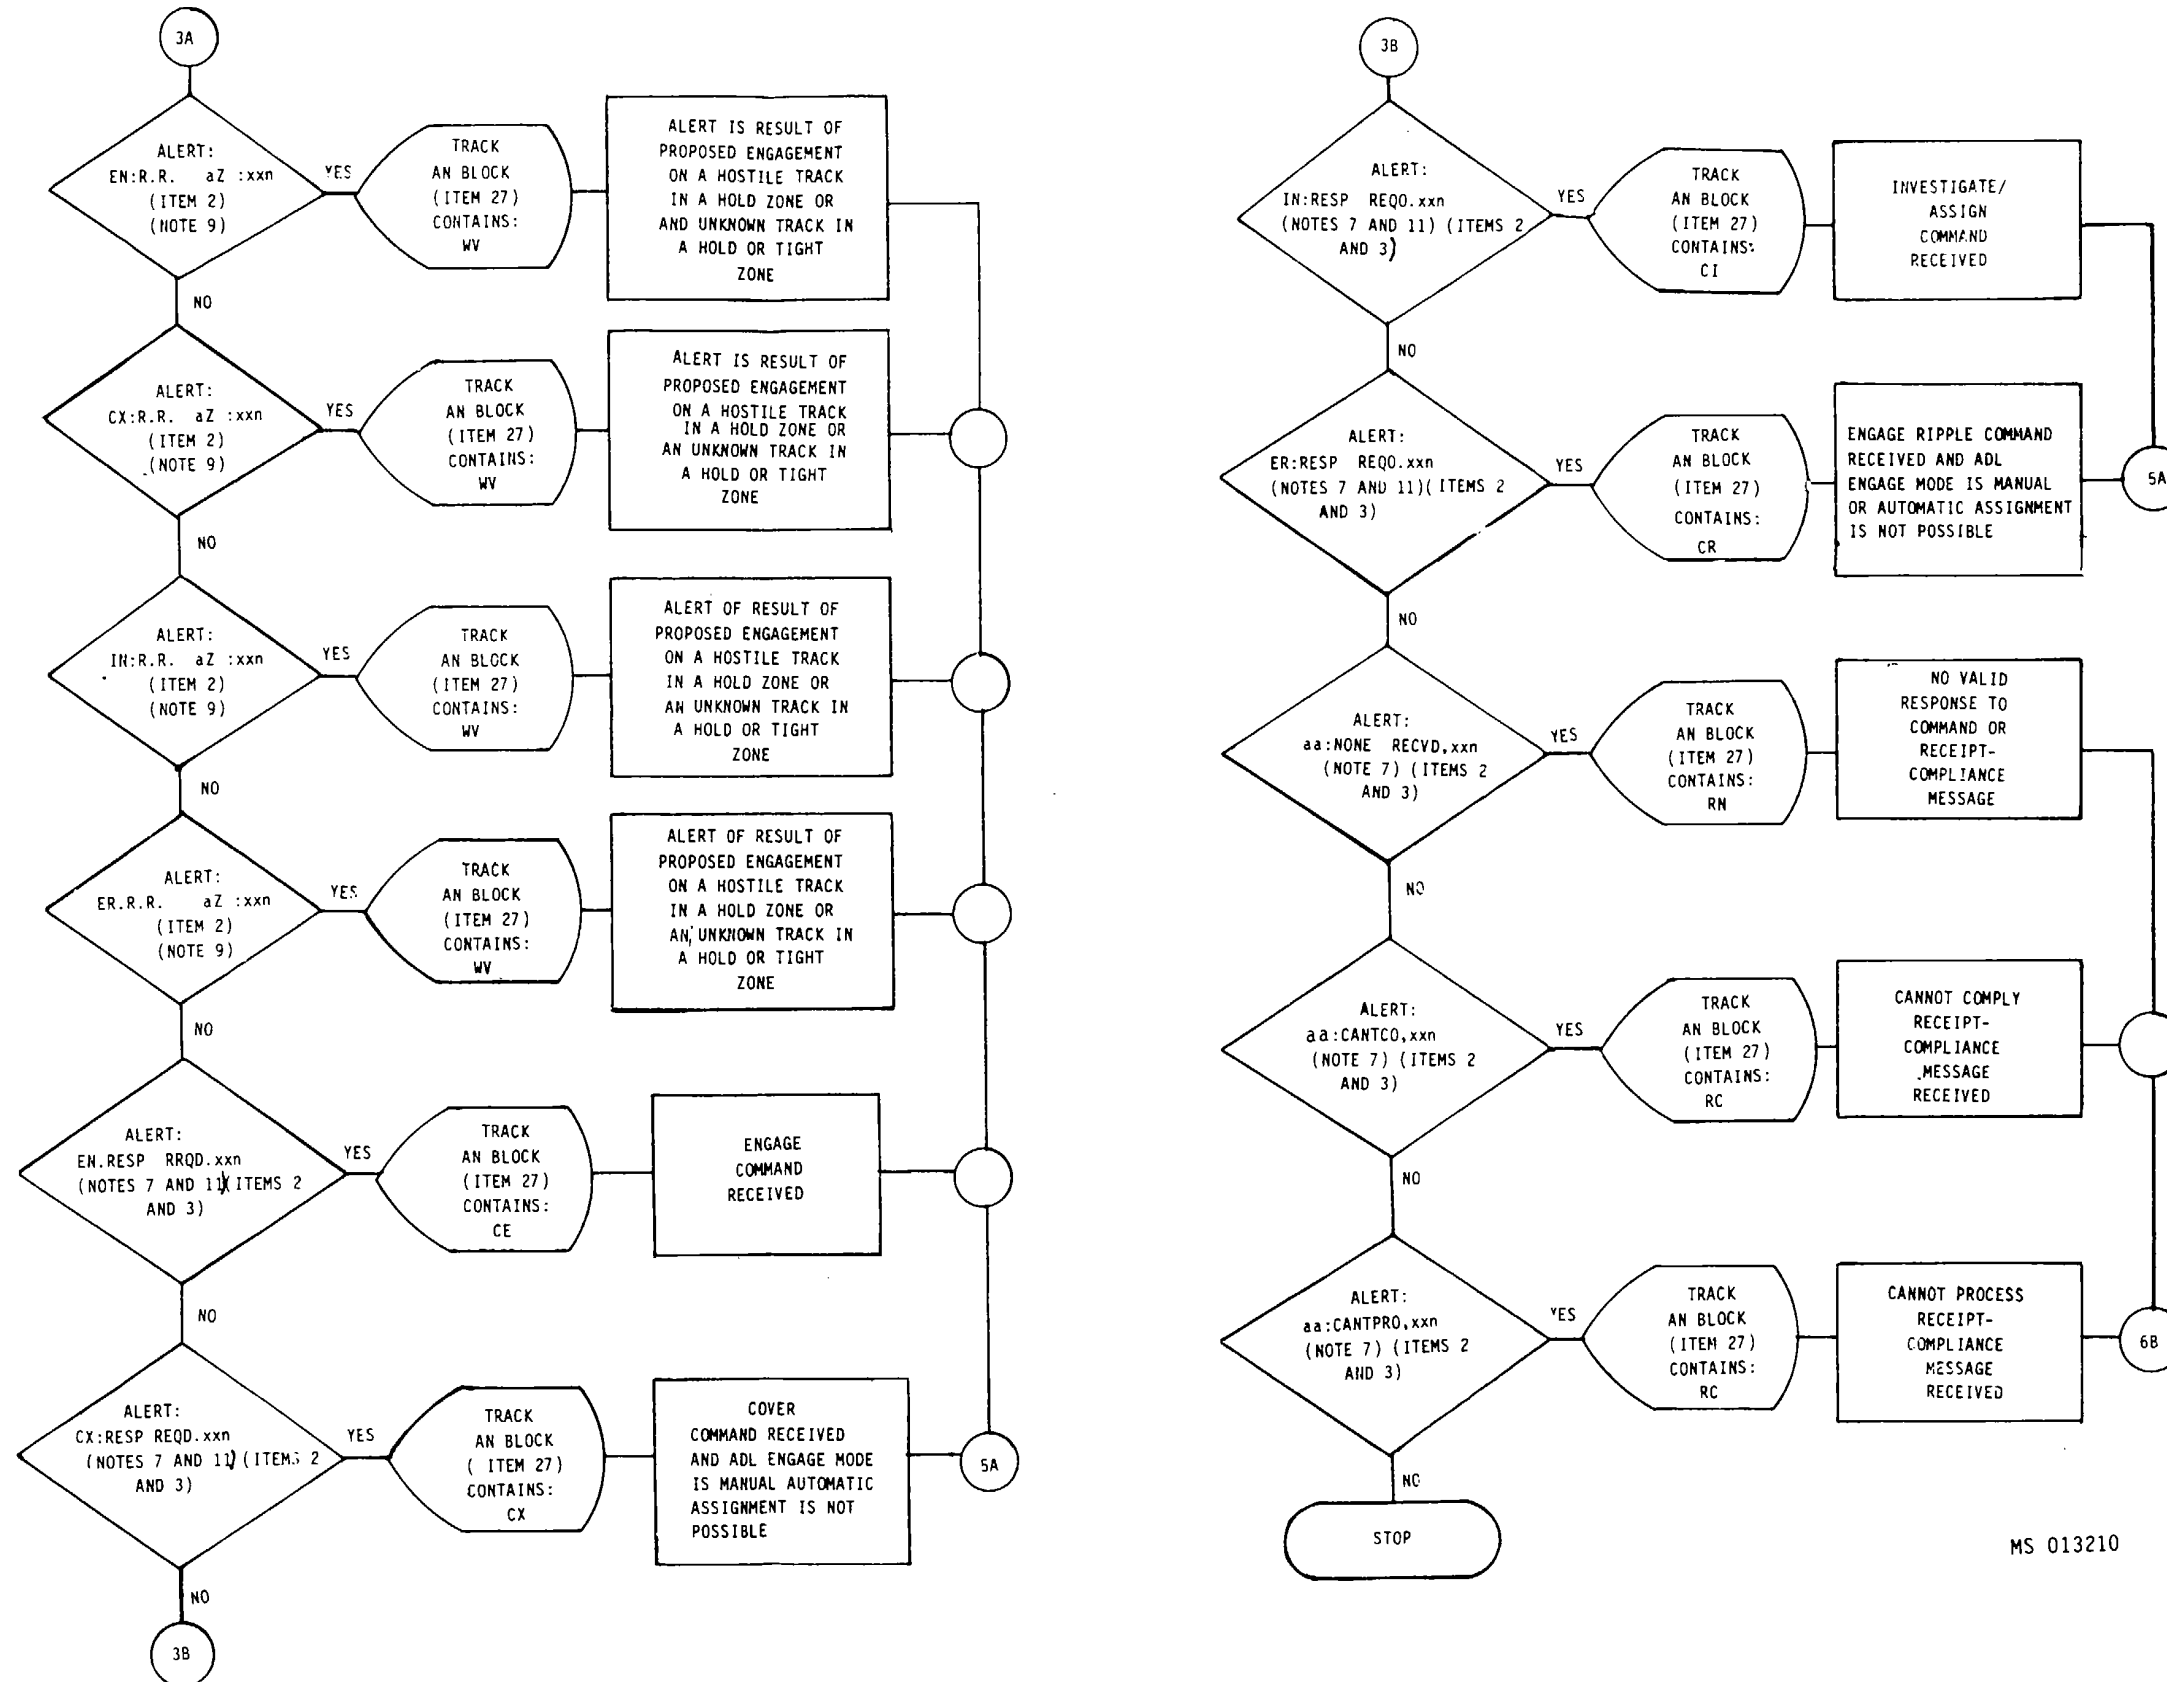 3A
ALERT:
EN:R.R. aZ :xxn
(ITEM 2)
(NOTE 9)
YES
TRACK
AN BLOCK
(ITEM 27)
CONTAINS:
WV
ALERT IS RESULT OF
PROPOSED ENGAGEMENT
ON A HOSTILE TRACK
IN A HOLD ZONE OR
AND UNKNOWN TRACK IN
A HOLD OR TIGHT
ZONE
NO
ALERT:
CX:R.R. aZ :xxn
(ITEM 2)
(NOTE 9)
YES
TRACK
AN BLOCK
(ITEM 27)
CONTAINS:
WV
ALERT IS RESULT OF
PROPOSED ENGAGEMENT
ON A HOSTILE TRACK
IN A HOLD ZONE OR
AN UNKNOWN TRACK IN
A HOLD OR TIGHT
ZONE
NO
ALERT:
IN:R.R. aZ :xxn
(ITEM 2)
(NOTE 9)
YES
TRACK
AN BLOCK
(ITEM 27)
CONTAINS:
WV
ALERT OF RESULT OF
PROPOSED ENGAGEMENT
ON A HOSTILE TRACK
IN A HOLD ZONE OR
AN UNKNOWN TRACK IN
A HOLD OR TIGHT
ZONE
NO
ALERT:
ER.R.R. aZ :xxn
(ITEM 2)
(NOTE 9)
YES
TRACK
AN BLOCK
(ITEM 27)
CONTAINS:
WV
ALERT OF RESULT OF
PROPOSED ENGAGEMENT
ON A HOSTILE TRACK
IN A HOLD ZONE OR
AN UNKNOWN TRACK IN
A HOLD OR TIGHT
ZONE
NO
ALERT:
EN.RESP RRQD.xxn
(NOTES 7 AND 11)(ITEMS 2
AND 3)
YES
TRACK
AN BLOCK
(ITEM 27)
CONTAINS:
CE
ENGAGE
COMMAND
RECEIVED
NO
ALERT:
CX:RESP REQD.xxn
(NOTES 7 AND 11) (ITEMS 2
AND 3)
YES
TRACK
AN BLOCK
( ITEM 27)
CONTAINS:
CX
COVER
COMMAND RECEIVED
AND ADL ENGAGE MODE
IS MANUAL AUTOMATIC
ASSIGNMENT IS NOT
POSSIBLE
5A
NO
3B
3B
ALERT:
IN:RESP REQO.xxn
(NOTES 7 AND 11) (ITEMS 2
AND 3)
YES
TRACK
AN BLOCK
(ITEM 27)
CONTAINS:
CI
INVESTIGATE/
ASSIGN
COMMAND
RECEIVED
NO
ALERT:
ER:RESP REQO.xxn
(NOTES 7 AND 11)(ITEMS 2
AND 3)
YES
TRACK
AN BLOCK
(ITEM 27)
CONTAINS:
CR
ENGAGE RIPPLE COMMAND
RECEIVED AND ADL
ENGAGE MODE IS MANUAL
OR AUTOMATIC ASSIGNMENT
IS NOT POSSIBLE
5A
NO
ALERT:
aa:NONE RECVD,xxn
(NOTE 7) (ITEMS 2
AND 3)
YES
TRACK
AN BLOCK
(ITEM 27)
CONTAINS:
RN
NO VALID
RESPONSE TO
COMMAND OR
RECEIPT-
COMPLIANCE
MESSAGE
NO
ALERT:
aa:CANTCO,xxn
(NOTE 7) (ITEMS 2
AND 3)
YES
TRACK
AN BLOCK
(ITEM 27)
CONTAINS:
RC
CANNOT COMPLY
RECEIPT-
COMPLIANCE
MESSAGE
RECEIVED
NO
ALERT:
aa:CANTPRO,xxn
(NOTE 7) (ITEMS 2
AND 3)
YES
TRACK
AN BLOCK
(ITEM 27)
CONTAINS:
RC
CANNOT PROCESS
RECEIPT-
COMPLIANCE
MESSAGE
RECEIVED
6B
NO
STOP
MS 013210